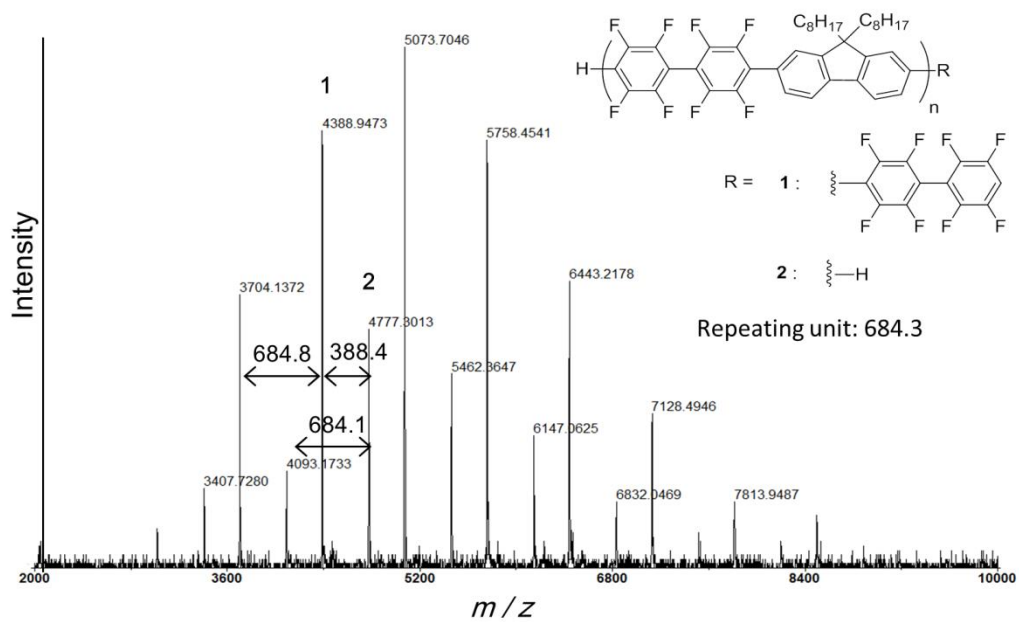 5073.7046
1
4388.9473
5758.4541
3704.1372
2
4777.3013
6443.2178
684.8
388.4
5462.3647
7128.4946
684.1
6147.0625
4093.1733
3407.7280
6832.0469
7813.9487
Intensity
2000
3600
5200
6800
8400
10000
m / z
C8H17 C8H17
F F F F
H
R
F F F F
n
R = 1 :
F F F F
F F F F
2 : H
Repeating unit: 684.3